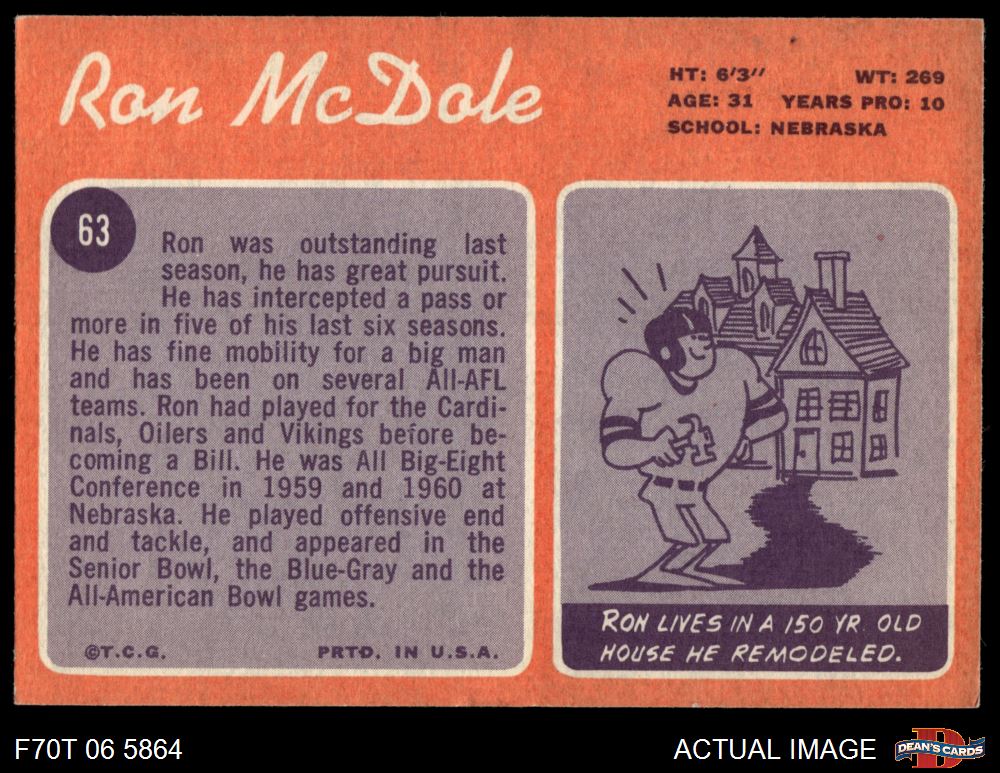 Ron McDole
HT: 6'3" WT: 269
AGE: 31 YEARS PRO: 10
SCHOOL: NEBRASKA
63
Ron was outstanding last
season, he has great pursuit.
He has intercepted a pass or
more in five of his last six seasons.
He has fine mobility for a big man
and has been on several All-AFL
teams. Ron had played for the Cardi-
nals, Oilers and Vikings before be-
coming a Bill. He was All Big-Eight
Conference in 1959 and 1960 at
Nebraska. He played offensive end
and tackle, and appeared in the
Senior Bowl, the Blue-Gray and the
All-American Bowl games.
©T.C.G. PRTD. IN U.S.A.
RON LIVES IN A 150 YR OLD
HOUSE HE REMODELED.
F70T 06 5864
ACTUAL IMAGE
D
DEAN'S CARDS